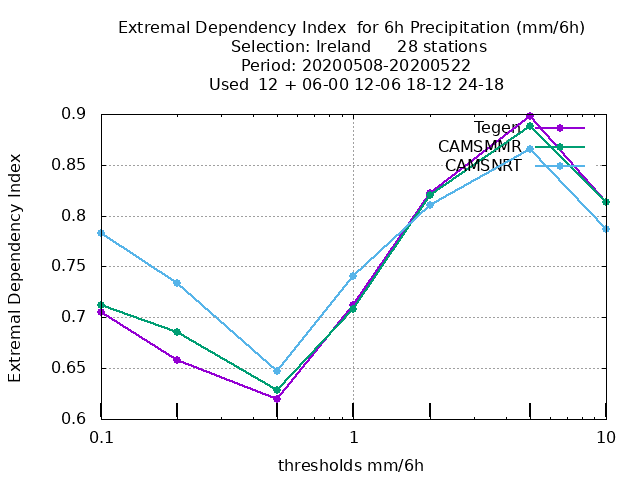 Extremal Dependency Index  for 6h Precipitation (mm/6h)
Selection: Ireland     28 stations
Period: 20200508-20200522
Used  12 + 06-00 12-06 18-12 24-18
Tegen
CAMSMMR
CAMSNRT
Extremal Dependency Index
0.9
0.85
0.8
0.75
0.7
0.65
0.6
0.1
1
10
thresholds mm/6h